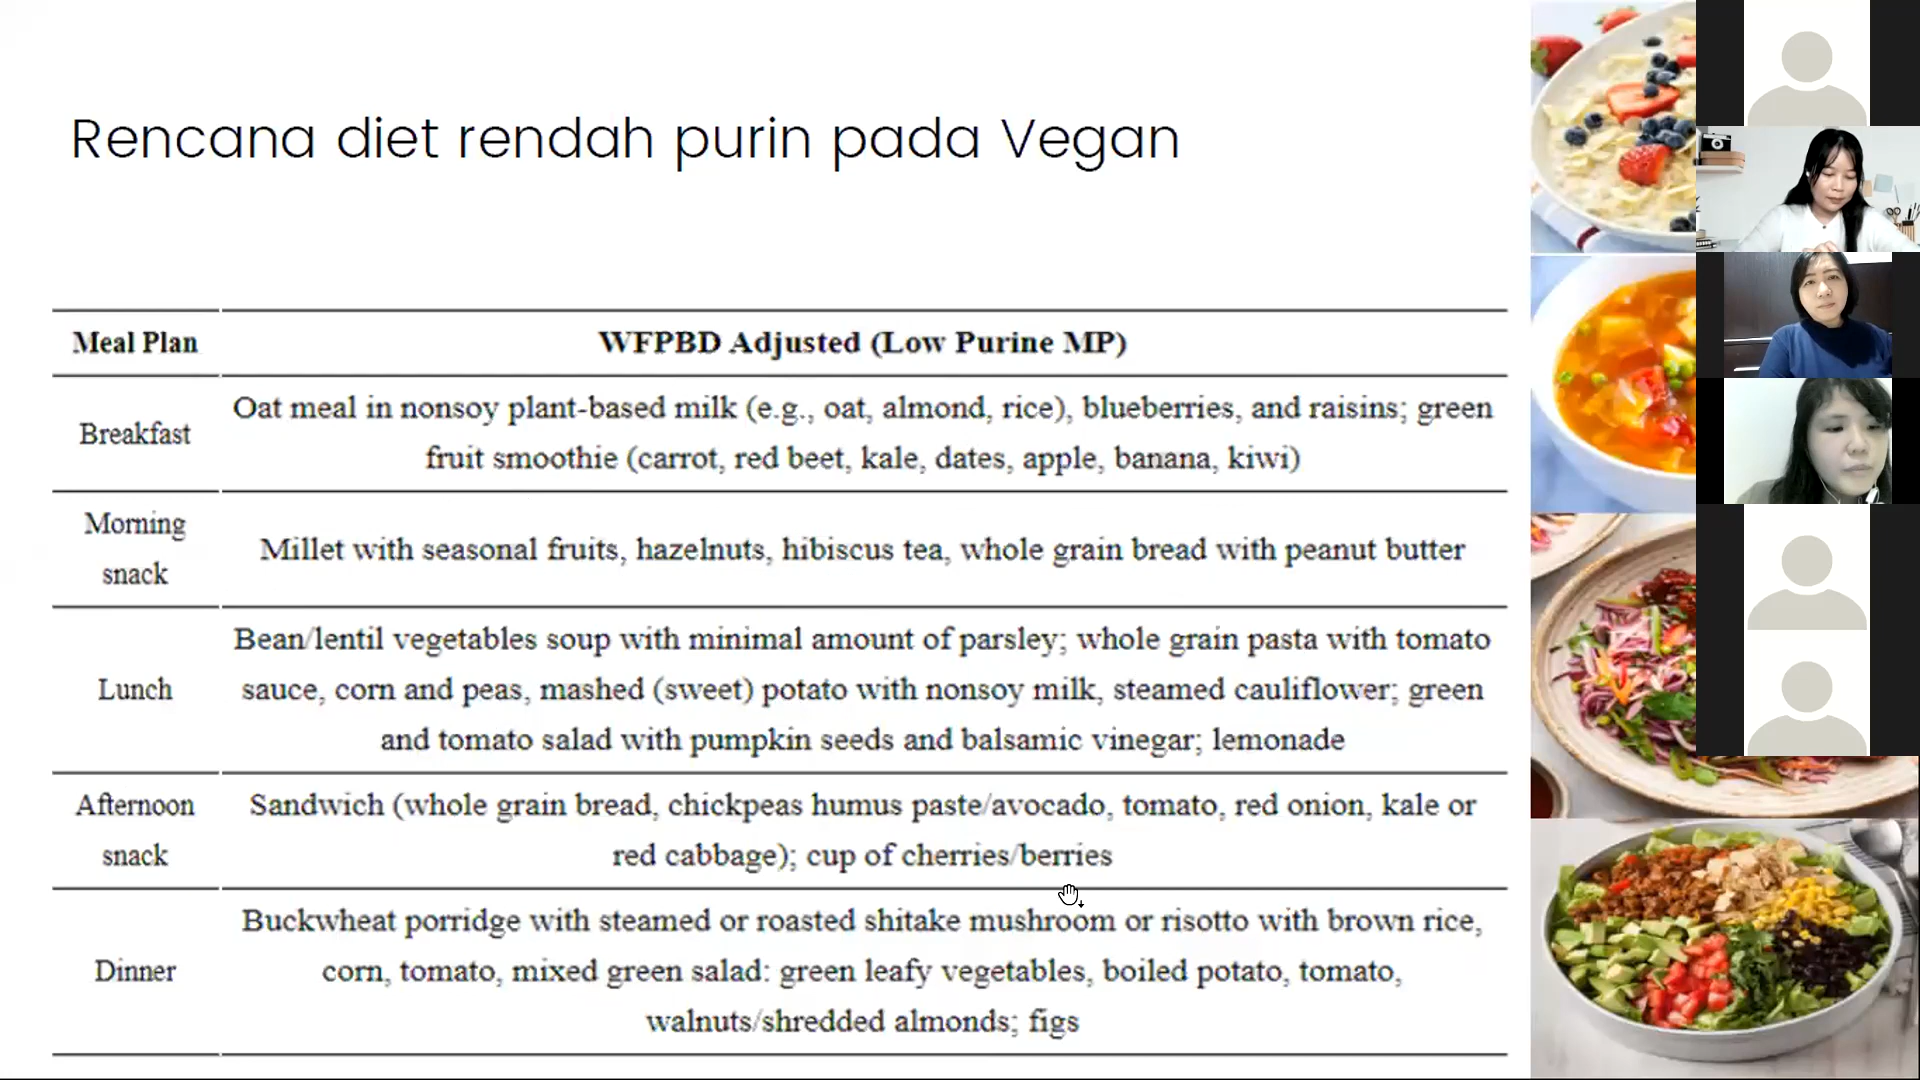 Rencana diet rendah purin pada Vegan
Meal Plan
WFPBD Adjusted (Low Purine MP)
Breakfast
Oat meal in nonsoy plant-based milk (e.g., oat, almond, rice), blueberries, and raisins; green
fruit smoothie (carrot, red beet, kale, dates, apple, banana, kiwi)
Morning
snack
Millet with seasonal fruits, hazelnuts, hibiscus tea, whole grain bread with peanut butter
Lunch
Bean/lentil vegetables soup with minimal amount of parsley; whole grain pasta with tomato
sauce, corn and peas, mashed (sweet) potato with nonsoy milk, steamed cauliflower; green
and tomato salad with pumpkin seeds and balsamic vinegar; lemonade
Afternoon
snack
Sandwich (whole grain bread, chickpeas humus paste/avocado, tomato, red onion, kale or
red cabbage); cup of cherries/berries
Dinner
Buckwheat porridge with steamed or roasted shitake mushroom or risotto with brown rice,
corn, tomato, mixed green salad: green leafy vegetables, boiled potato, tomato,
walnuts/shredded almonds; figs